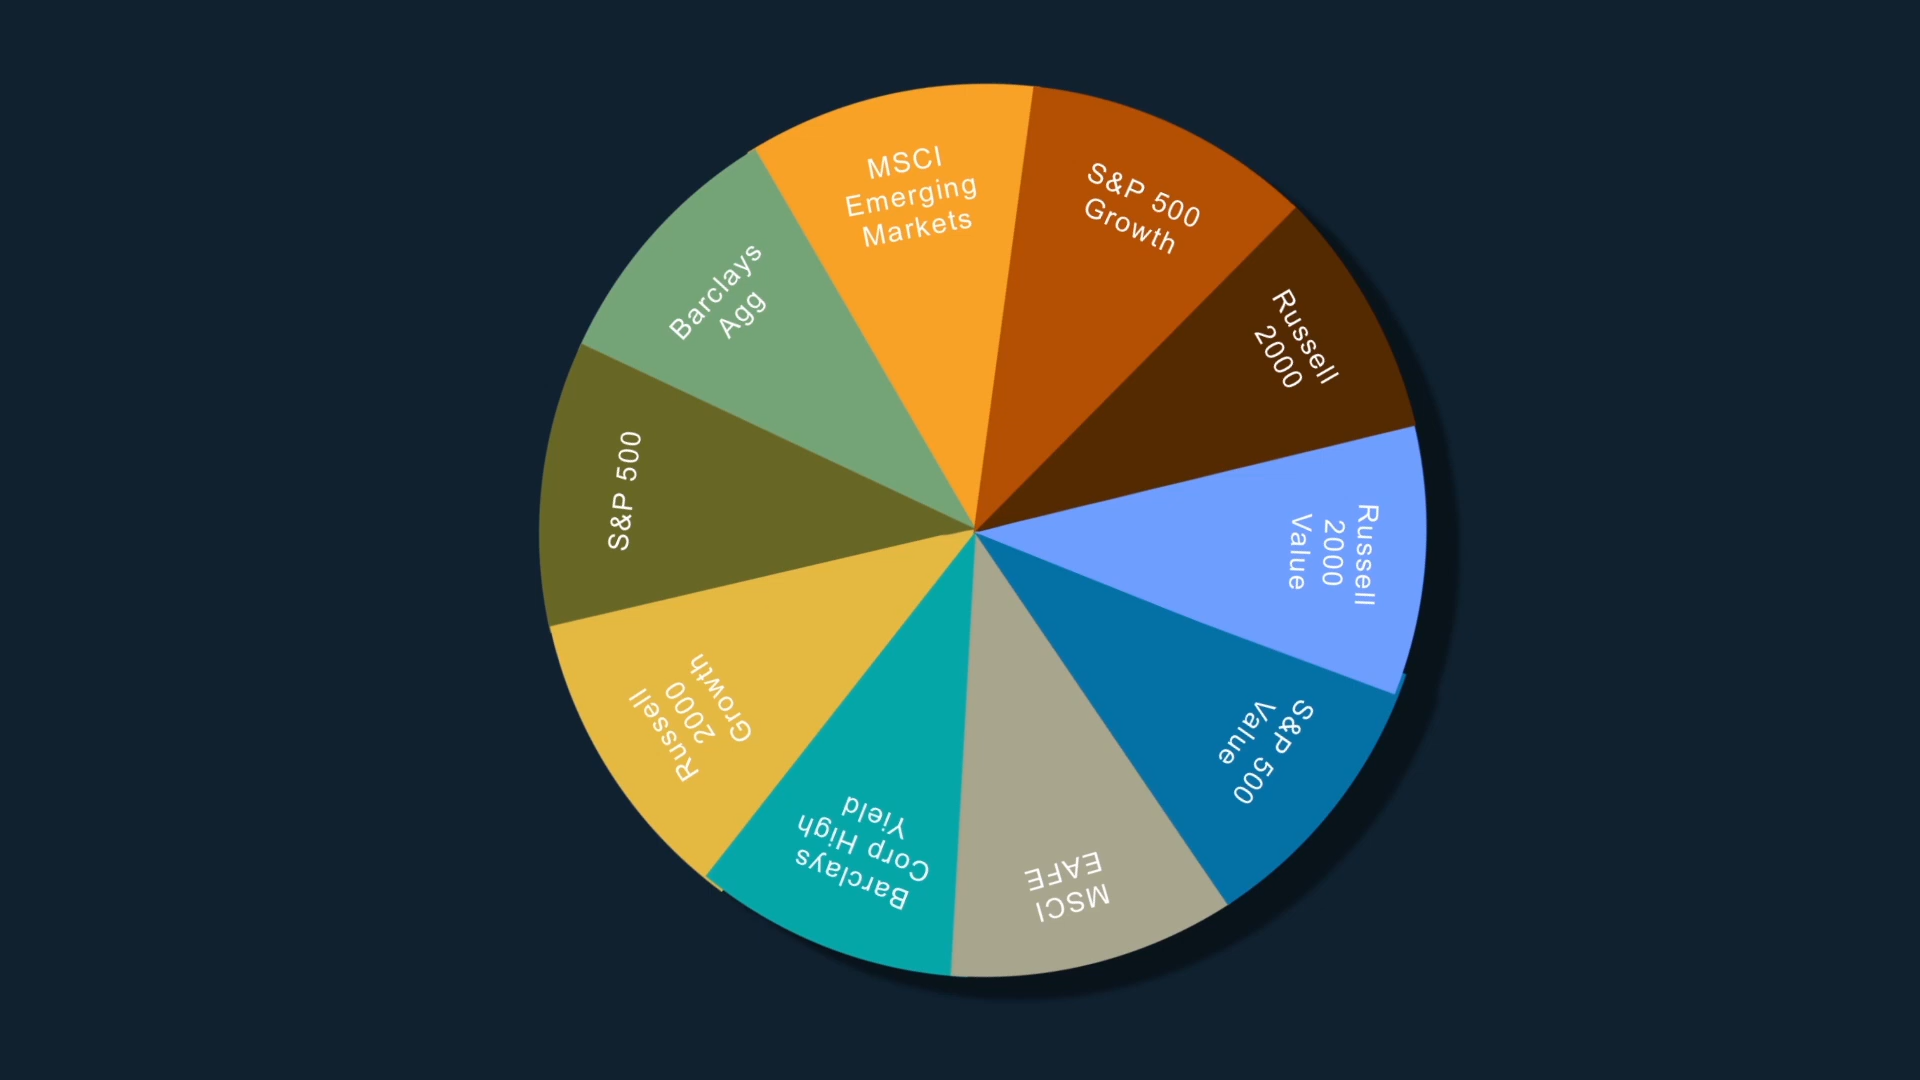 MSCI
Emerging
Markets
S&P 500
Growth
Russell
2000
Russell
2000
Value
S&P 500
Value
MSCI
EAFE
Barclays
Corp High
Yield
Russell
2000
Growth
S&P 500
Barclays
Agg